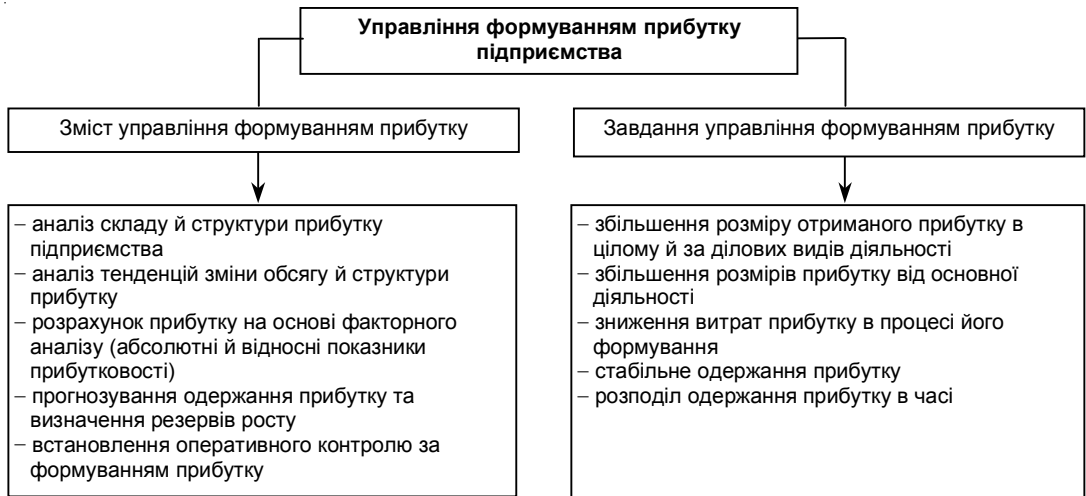 Управління формуванням прибутку
підприємства
Зміст управління формуванням прибутку
Завдання управління формуванням прибутку
– аналіз складу й структури прибутку
підприємства
– аналіз тенденцій зміни обсягу й структури
прибутку
– розрахунок прибутку на основі факторного
аналізу (абсолютні й відносні показники
прибутковості)
– прогнозування одержання прибутку та
визначення резервів росту
– встановлення оперативного контролю за
формуванням прибутку
– збільшення розміру отриманого прибутку в
цілому й за ділових видів діяльності
– збільшення розмірів прибутку від основної
діяльності
– зниження витрат прибутку в процесі його
формування
– стабільне одержання прибутку
– розподіл одержання прибутку в часі